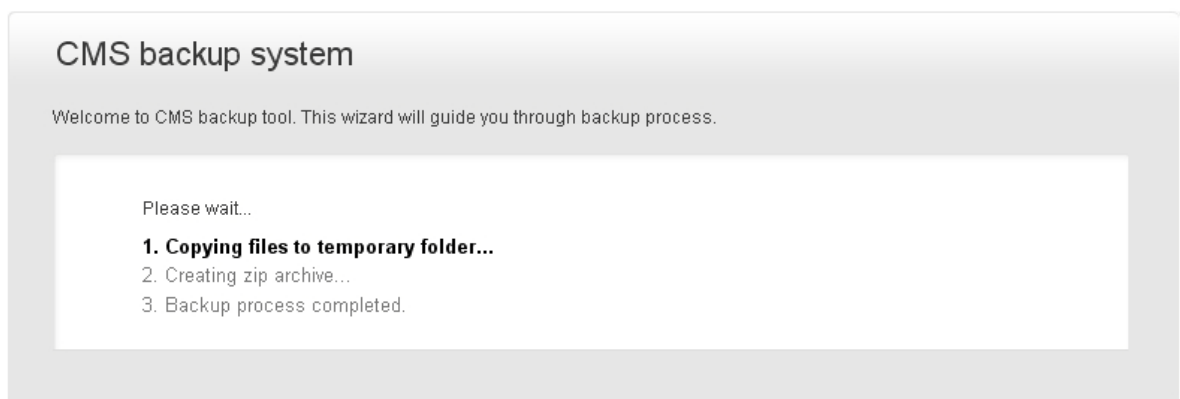 CMS backup system
Welcome to CMS backup tool. This wizard will guide you through backup process.
Please wait...
1. Copying files to temporary folder...
2. Creating zip archive...
3. Backup process completed.